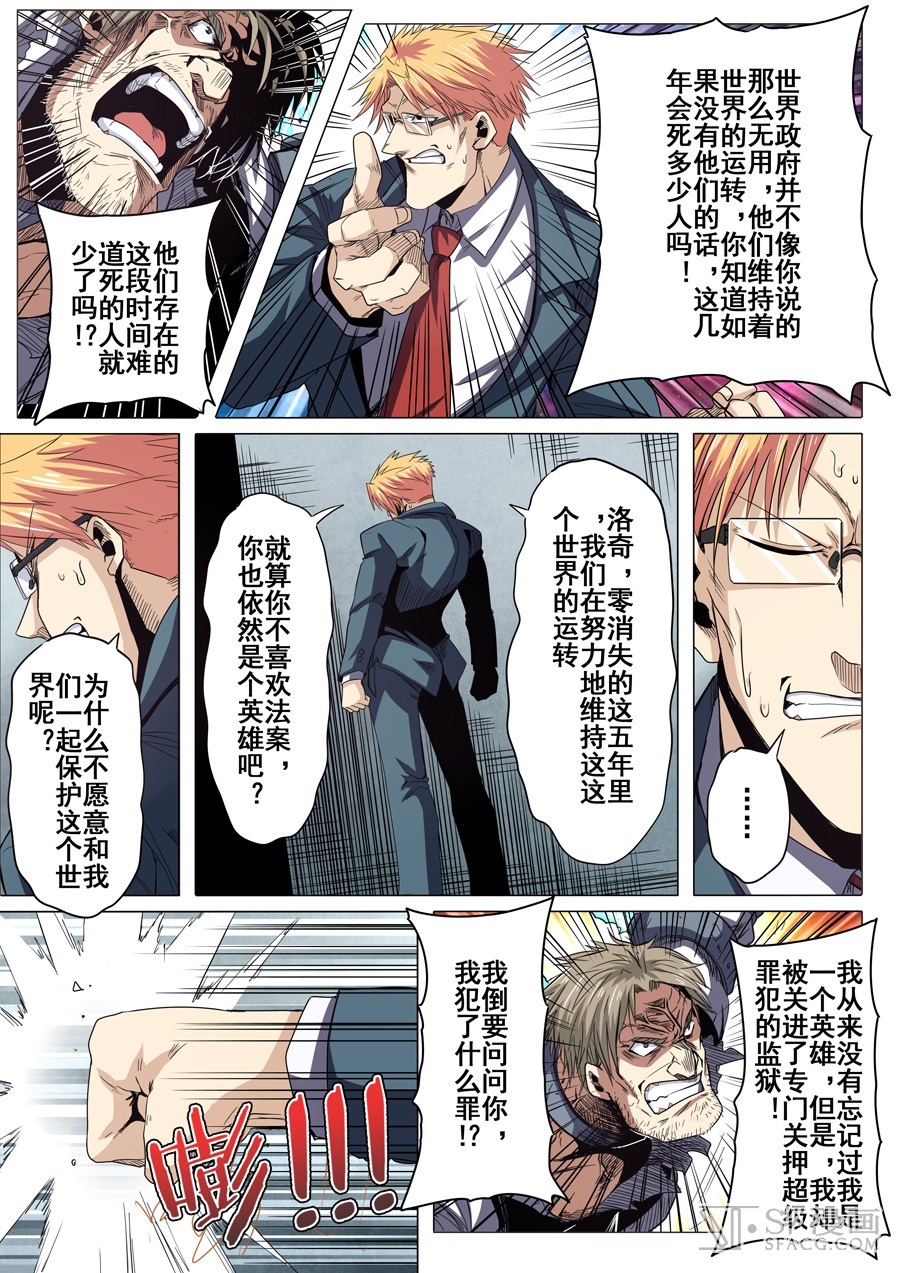 世界政府并不像你说的
那么无用,他们维持着
世界的运转,你知道如
果没有他们的话,这几
年会死多少人吗!
他们存在的
这段时间难
道死的人就
少了吗!?
……
洛奇,零消失的这五年里
,我们在努力地维持这这
个世界的运转
就算你不喜欢法案,
你也依然是个英雄吧?
为什么不愿意和我
们一起保护这个世
界呢?
我从来没有忘记过我是
一个英雄,但是,我
被关进了专门关押超级
罪犯的监狱!
我倒要问问你,
我犯了什么罪!?
嘭!!!
SF漫画
SFACG.COM